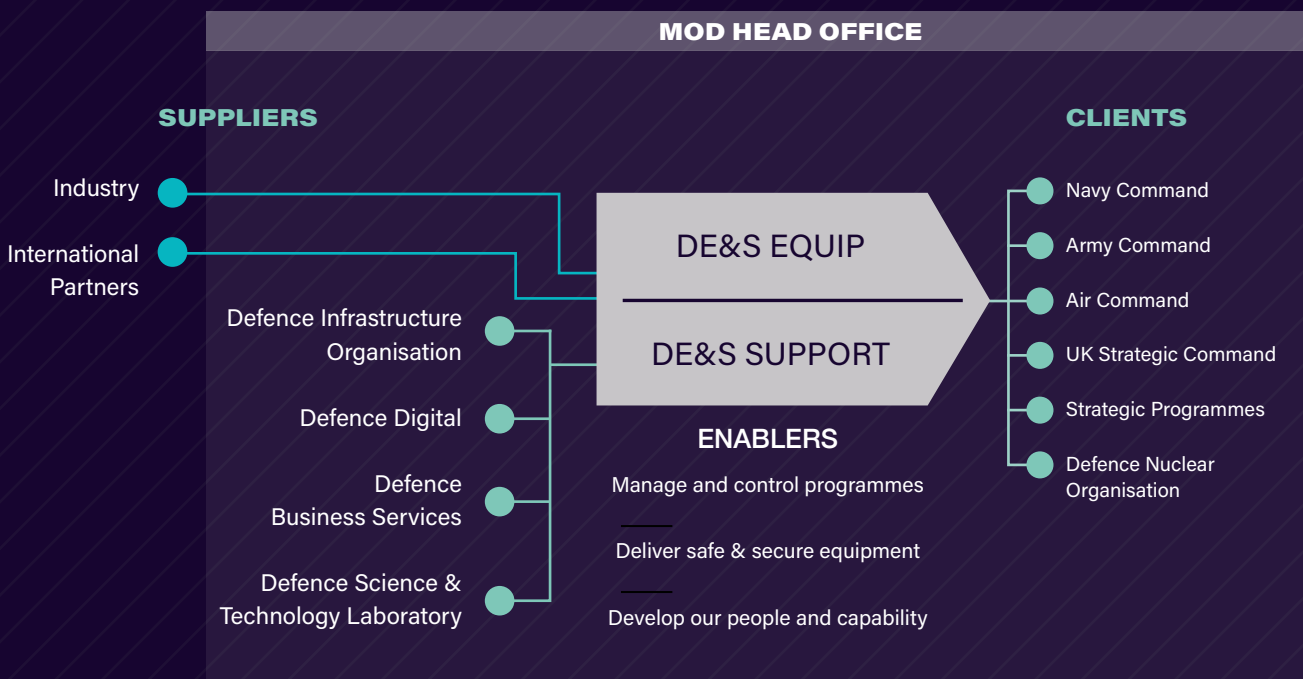 MOD HEAD OFFICE
SUPPLIERS
Industry
International
Partners
Defence Infrastructure
Organisation
Defence Digital
Defence
Business Services
Defence Science &
Technology Laboratory
DE&S EQUIP
DE&S SUPPORT
ENABLERS
Manage and control programmes
Deliver safe & secure equipment
Develop our people and capability
CLIENTS
Navy Command
Army Command
Air Command
UK Strategic Command
Strategic Programmes
Defence Nuclear
Organisation